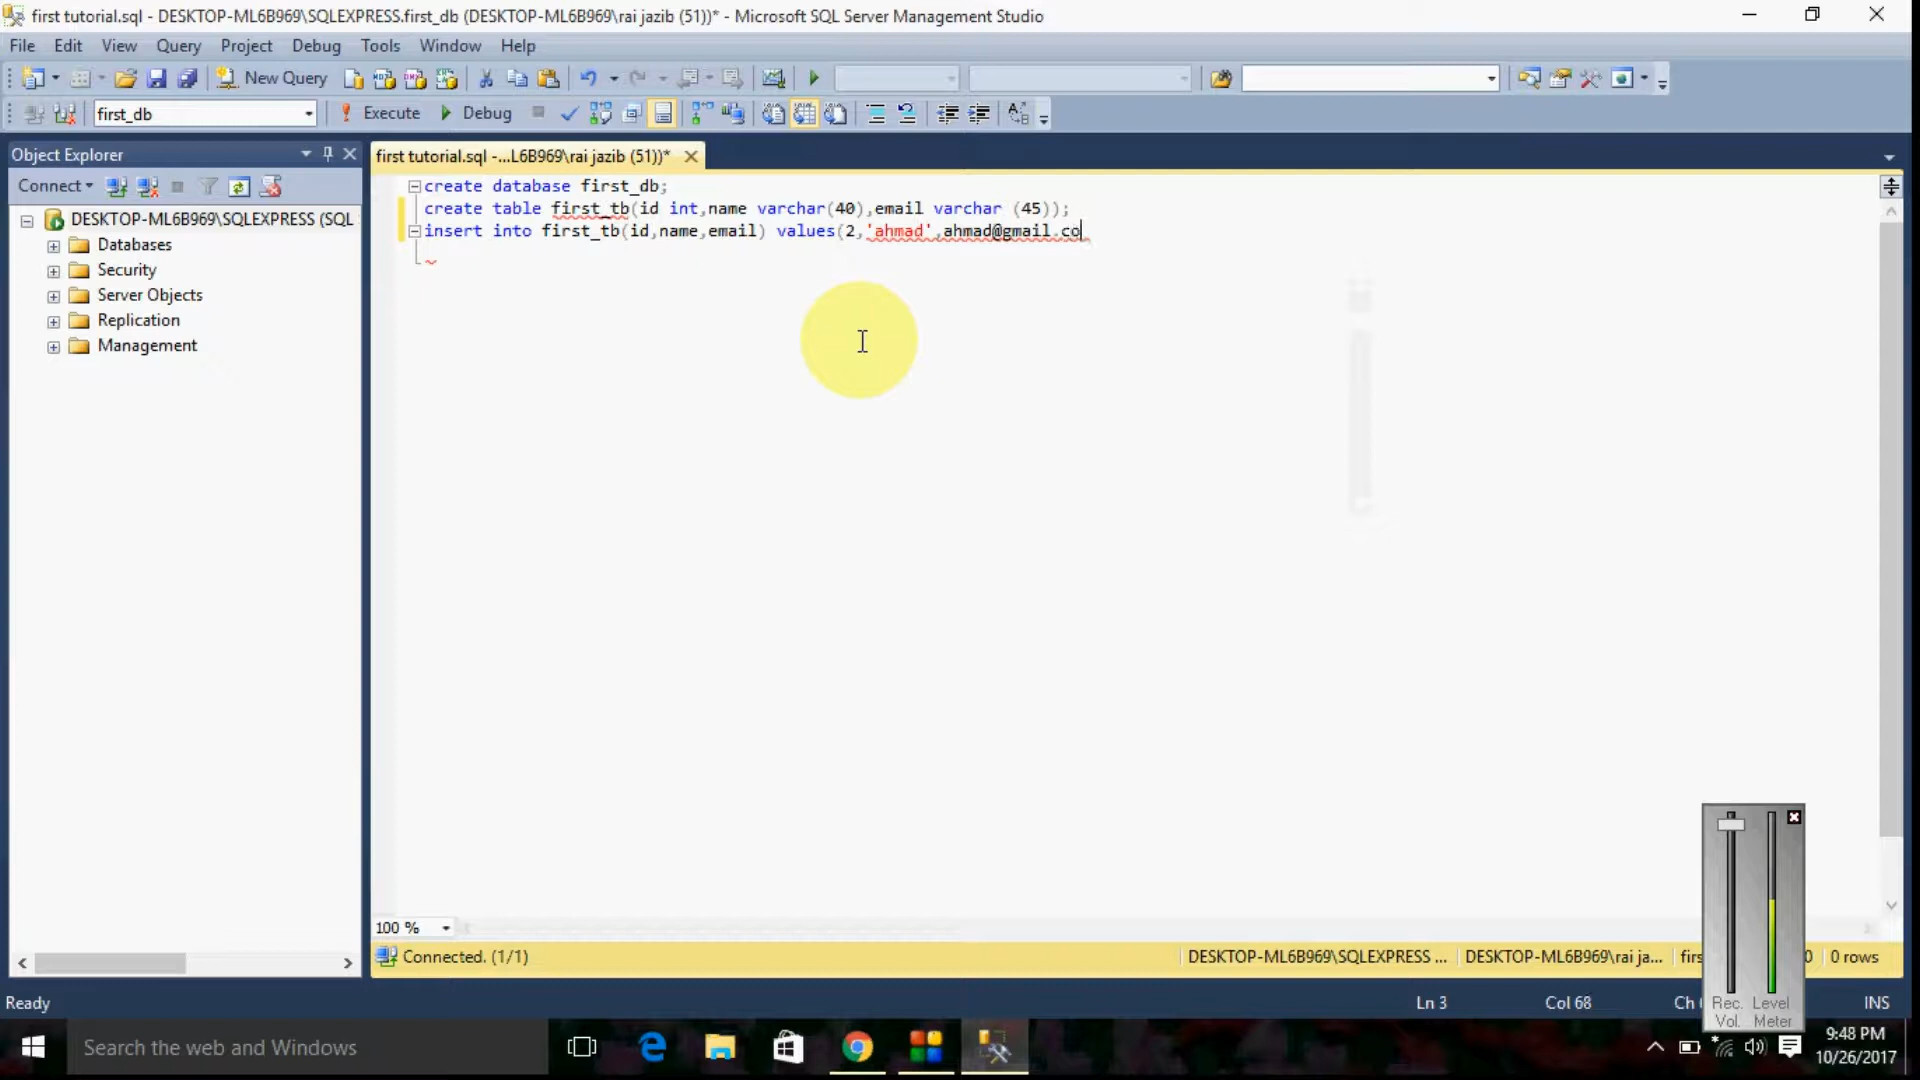 first tutorial.sql - DESKTOP-ML6B969\SQLEXPRESS.first_db (DESKTOP-ML6B969\rai jazib (51))* - Microsoft SQL Server Management Studio
File Edit View Query Project Debug Tools Window Help
New Query
first_db Execute Debug
Object Explorer
first tutorial.sql -...L6B969\rai jazib (51))*
Connect
DESKTOP-ML6B969\SQLEXPRESS (SQL
Databases
Security
Server Objects
Replication
Management
create database first_db;
create table first_tb(id int,name varchar(40),email varchar (45));
insert into first_tb(id,name,email) values(2,'ahmad',ahmad@gmail.co
100 %
Connected. (1/1) DESKTOP-ML6B969\SQLEXPRESS ... DESKTOP-ML6B969\rai ja... 0 rows
Ready Ln 3 Col 68 INS
Rec. Level
Vol. Meter
Search the web and Windows
9:48 PM
10/26/2017